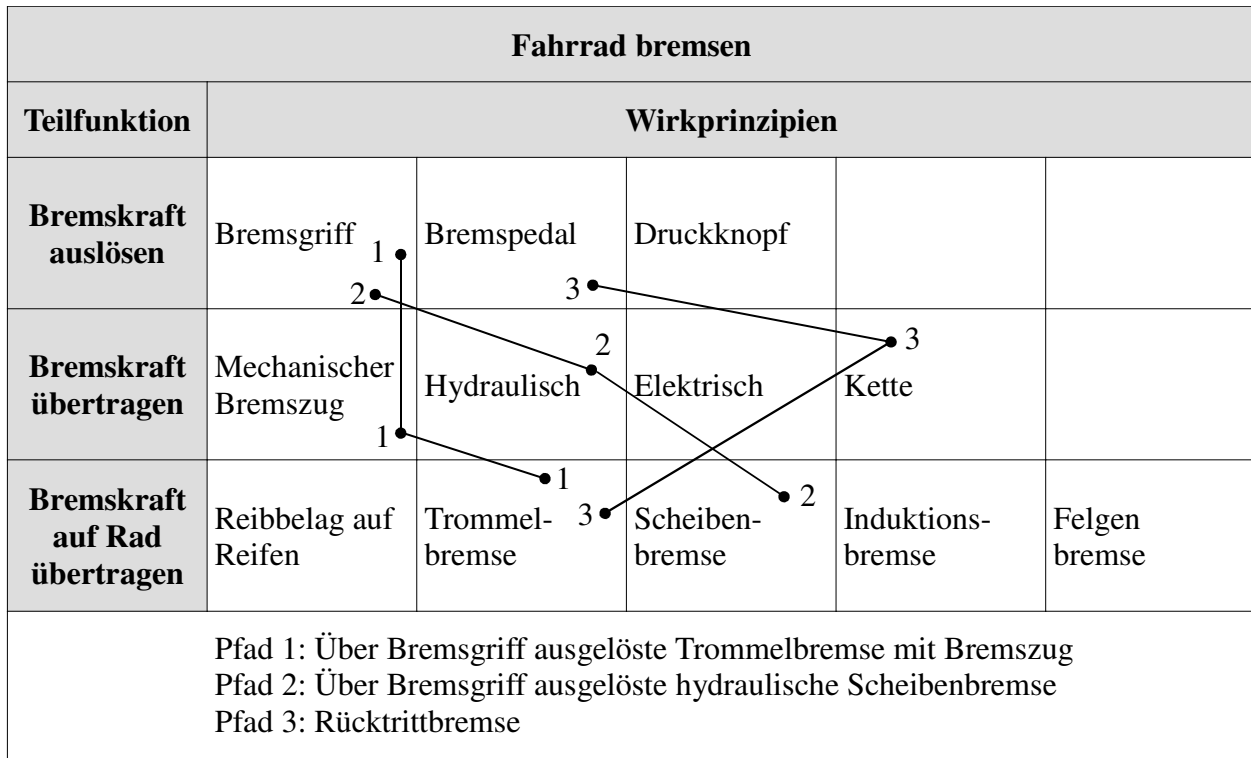 Fahrrad bremsen
Teilfunktion Wirkprinzipien
Bremskraft
auslösen
Bremsgriff Bremspedal Druckknopf
1
2 3
Bremskraft
übertragen
Mechanischer
Bremszug
Hydraulisch Elektrisch Kette
2 3
1
Bremskraft
auf Rad
übertragen
Reibbelag auf
Reifen
Trommel-
bremse
Scheiben-
bremse
Induktions-
bremse
Felgen
bremse
1 3 2
Pfad 1: Über Bremsgriff ausgelöste Trommelbremse mit Bremszug
Pfad 2: Über Bremsgriff ausgelöste hydraulische Scheibenbremse
Pfad 3: Rücktrittbremse